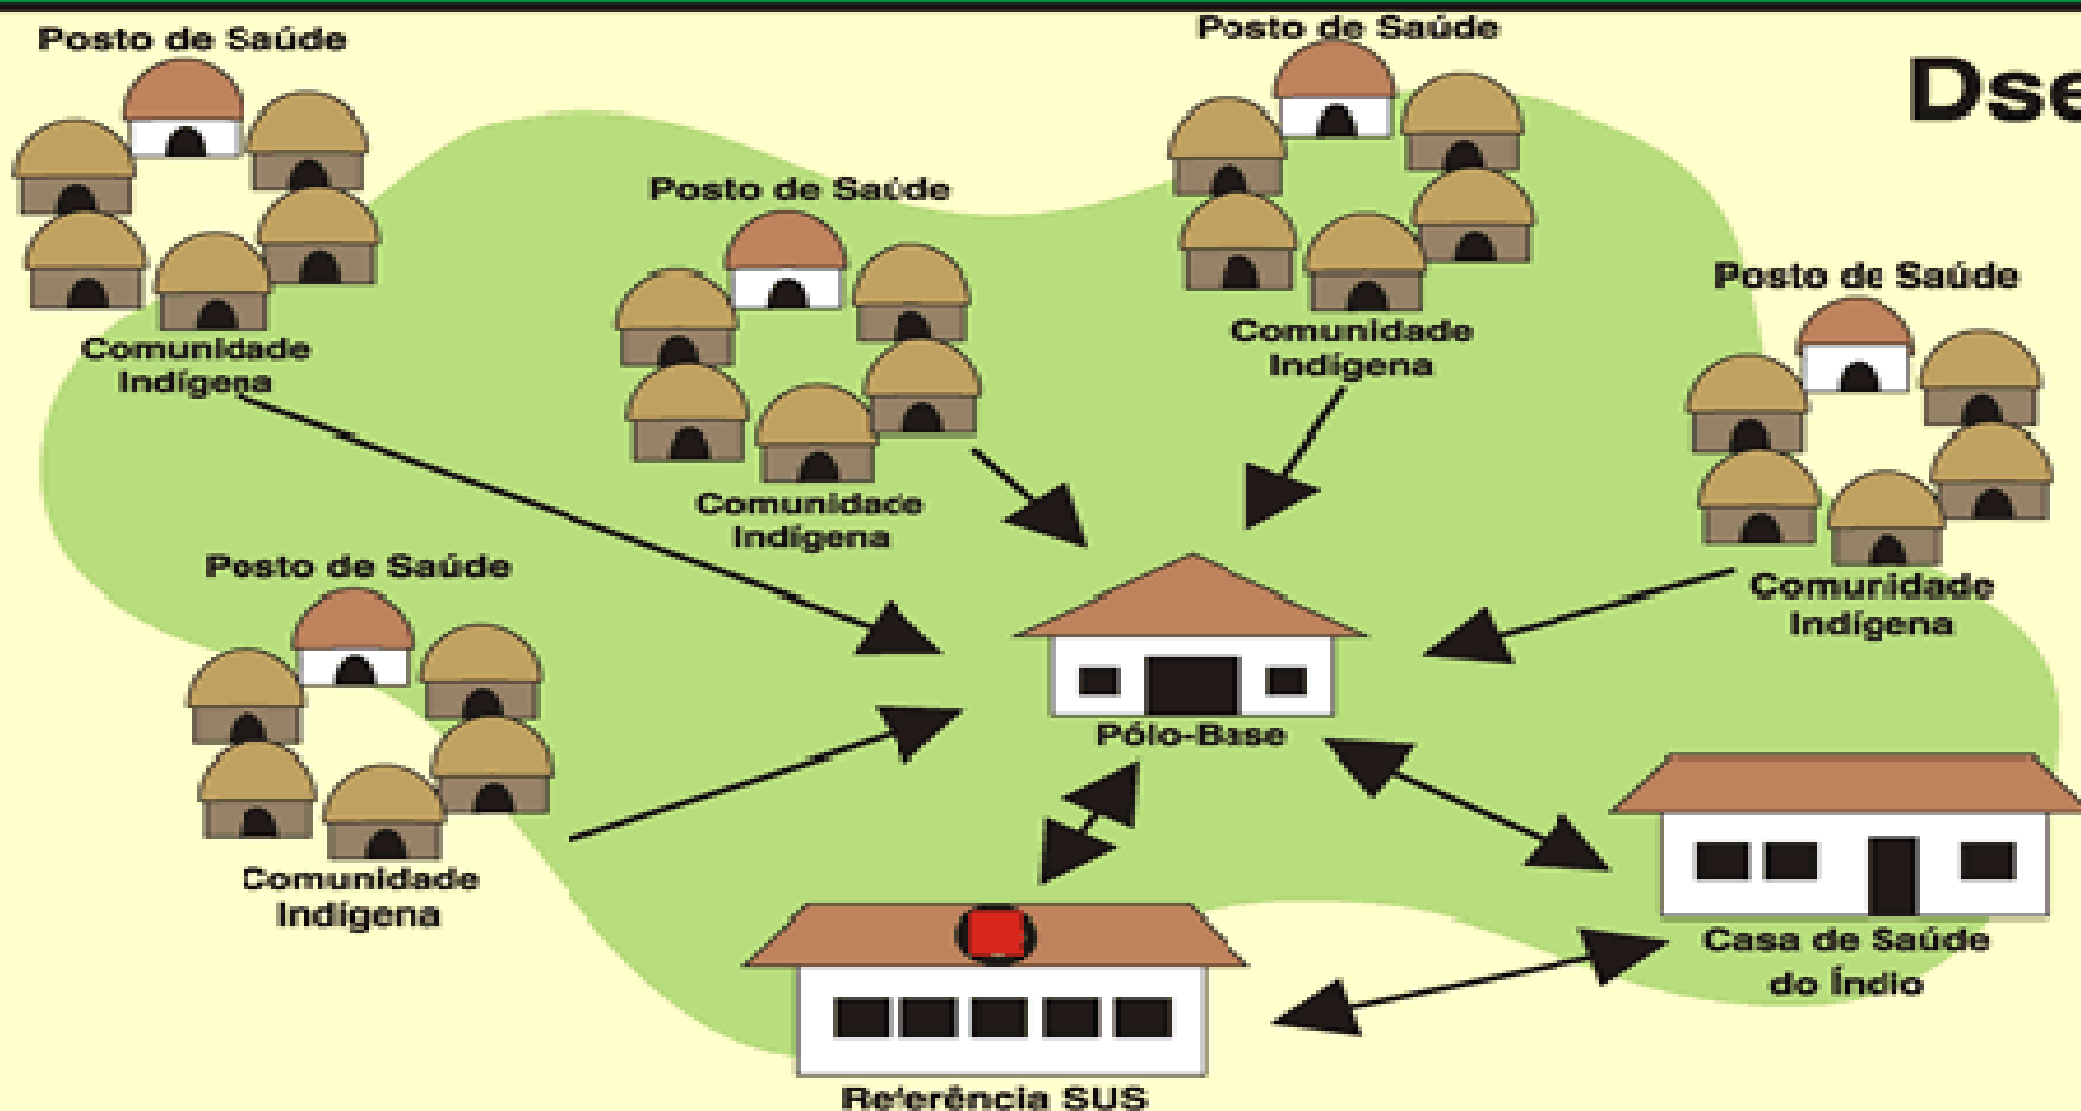 Posto de Saúde
Posto de Saúde
Dse
Posto de Saúde
Posto de Saúde
Comunidade
Indígena
Comunidade
Indígena
Comunidade
Indígena
Posto de Saúde
Comunidade
Indígena
Pólo-Base
Comunidade
Indígena
Casa de Saúde
do Índio
Referência SUS